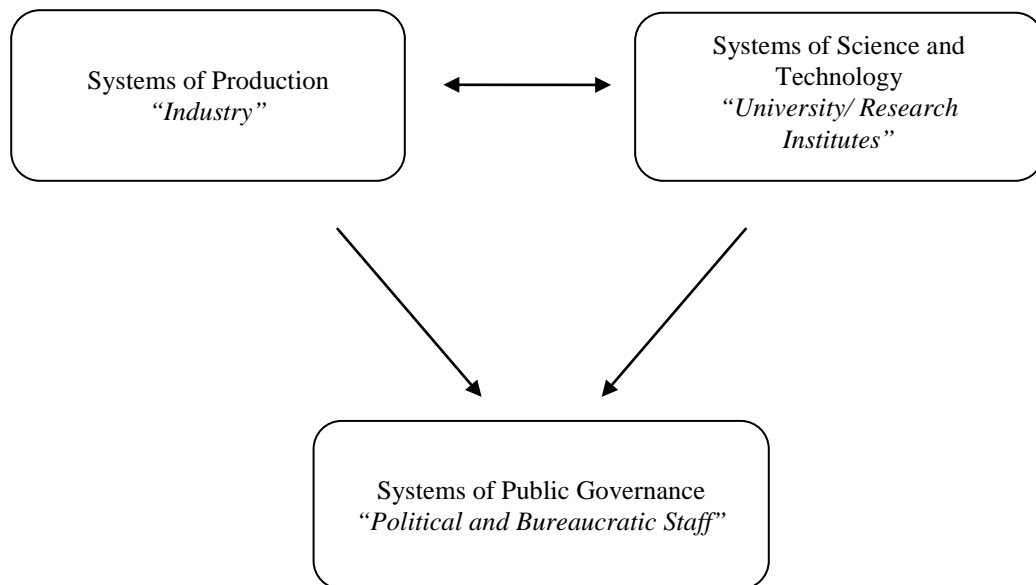 Systems of Production
“Industry”
Systems of Science and
Technology
“University/ Research
Institutes”
Systems of Public Governance
“Political and Bureaucratic Staff”